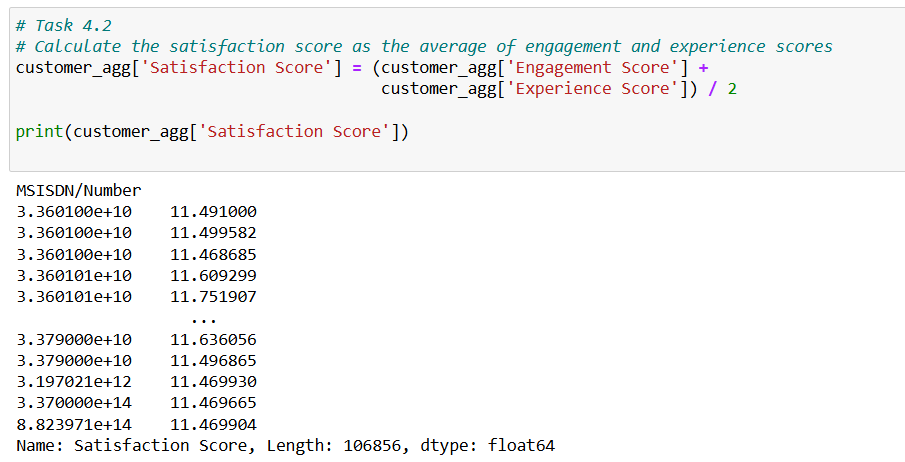 # Task 4.2
# Calculate the satisfaction score as the average of engagement and experience scores
customer_agg['Satisfaction Score'] = (customer_agg['Engagement Score'] +
                                      customer_agg['Experience Score']) / 2
print(customer_agg['Satisfaction Score'])
MSISDN/Number
3.360100e+10    11.491000
3.360100e+10    11.499582
3.360100e+10    11.468685
3.360101e+10    11.609299
3.360101e+10    11.751907
                  ...
3.379000e+10    11.636056
3.379000e+10    11.496865
3.197021e+12    11.469930
3.370000e+14    11.469665
8.823971e+14    11.469904
Name: Satisfaction Score, Length: 106856, dtype: float64